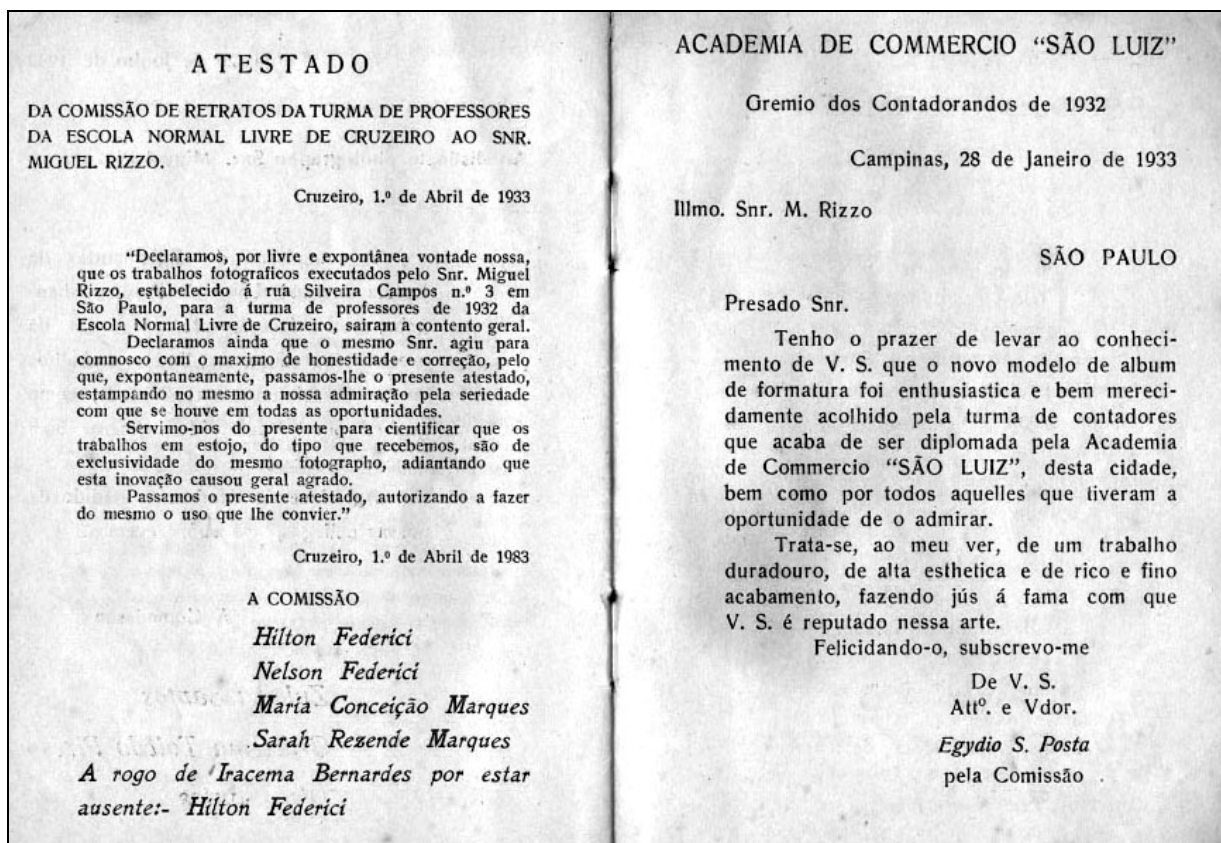 ATESTADO
DA COMISSÃO DE RETRATOS DA TURMA DE PROFESSORES
DA ESCOLA NORMAL LIVRE DE CRUZEIRO AO SNR.
MIGUEL RIZZO.
Cruzeiro, 1.º de Abril de 1933
“Declaramos, por livre e expontânea vontade nossa,
que os trabalhos fotograficos executados pelo Snr. Miguel
Rizzo, estabelecido á rua Silveira Campos n.º 3 em
São Paulo, para a turma de professores de 1932 da
Escola Normal Livre de Cruzeiro, sairam a contento geral.
Declaramos ainda que o mesmo Snr. agiu para
comnosco com o maximo de honestidade e correção, pelo
que, expontaneamente, passamos-lhe o presente atestado,
estampando no mesmo a nossa admiração pela seriedade
com que se houve em todas as oportunidades.
Servimo-nos do presente para cientificar que os
trabalhos em estojo, do tipo que recebemos, são de
exclusividade do mesmo fotographo, adiantando que
esta inovação causou geral agrado.
Passamos o presente atestado, autorizando a fazer
do mesmo o uso que lhe convier.”
Cruzeiro, 1.º de Abril de 1983
A COMISSÃO
Hilton Federici
Nelson Federici
Maria Conceição Marques
Sarah Rezende Marques
A rogo de Iracema Bernardes por estar
ausente:- Hilton Federici
ACADEMIA DE COMMERCIO “SÃO LUIZ”
Gremio dos Contadorandos de 1932
Campinas, 28 de Janeiro de 1933
Illmo. Snr. M. Rizzo
SÃO PAULO
Presado Snr.
Tenho o prazer de levar ao conheci-
mento de V. S. que o novo modelo de album
de formatura foi enthusiastica e bem mereci-
damente acolhido pela turma de contadores
que acaba de ser diplomada pela Academia
de Commercio “SÃO LUIZ”, desta cidade,
bem como por todos aquelles que tiveram a
oportunidade de o admirar.
Trata-se, ao meu ver, de um trabalho
duradouro, de alta esthetica e de rico e fino
acabamento, fazendo jús á fama com que
V. S. é reputado nessa arte.
Felicidando-o, subscrevo-me
De V. S.
Attº. e Vdor.
Egydio S. Posta
pela Comissão